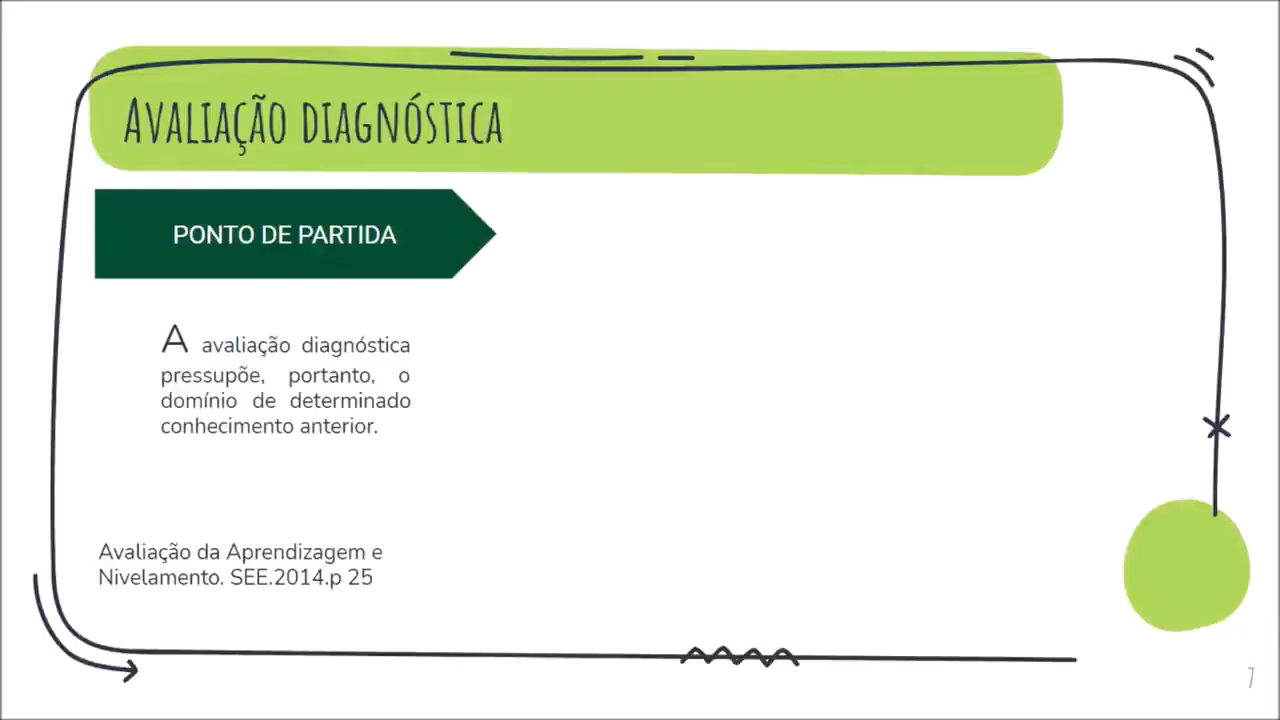 Avaliação diagnóstica
PONTO DE PARTIDA
A avaliação diagnóstica
pressupõe, portanto, o
domínio de determinado
conhecimento anterior.
Avaliação da Aprendizagem e
Nivelamento. SEE.2014.p 25
7